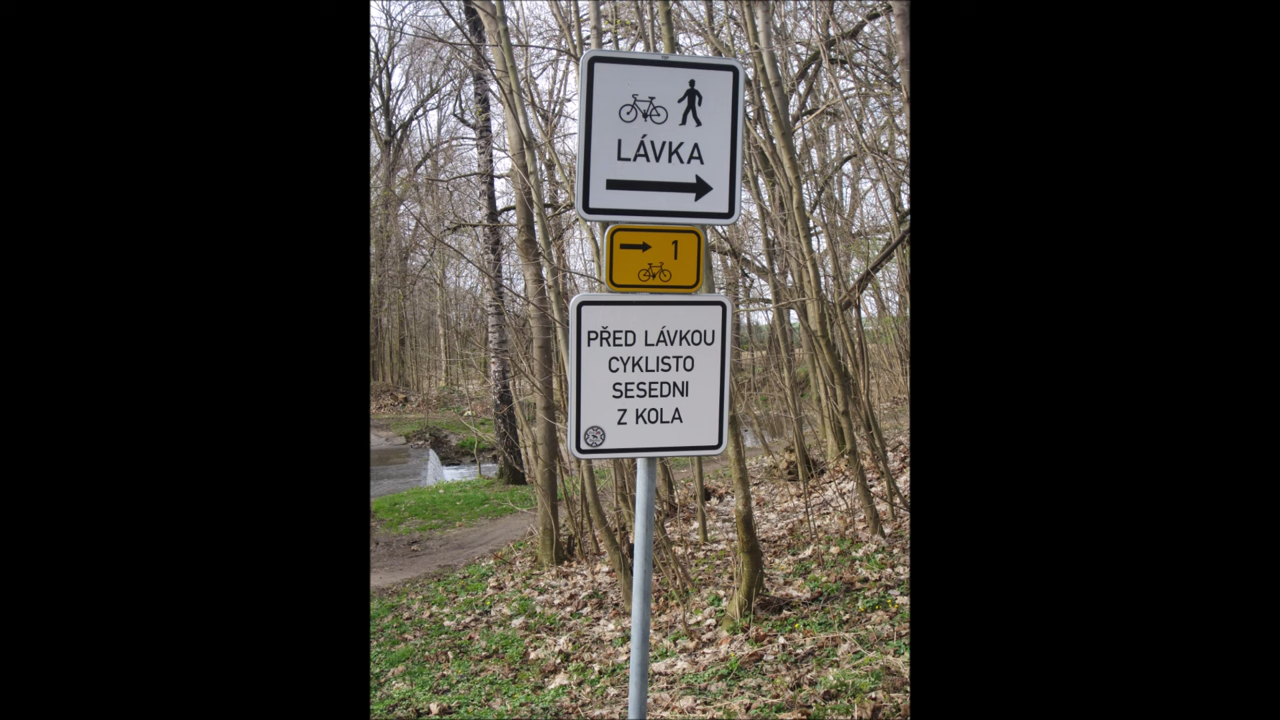 LÁVKA
1
PŘED LÁVKOU
CYKLISTO
SESEDNI
Z KOLA